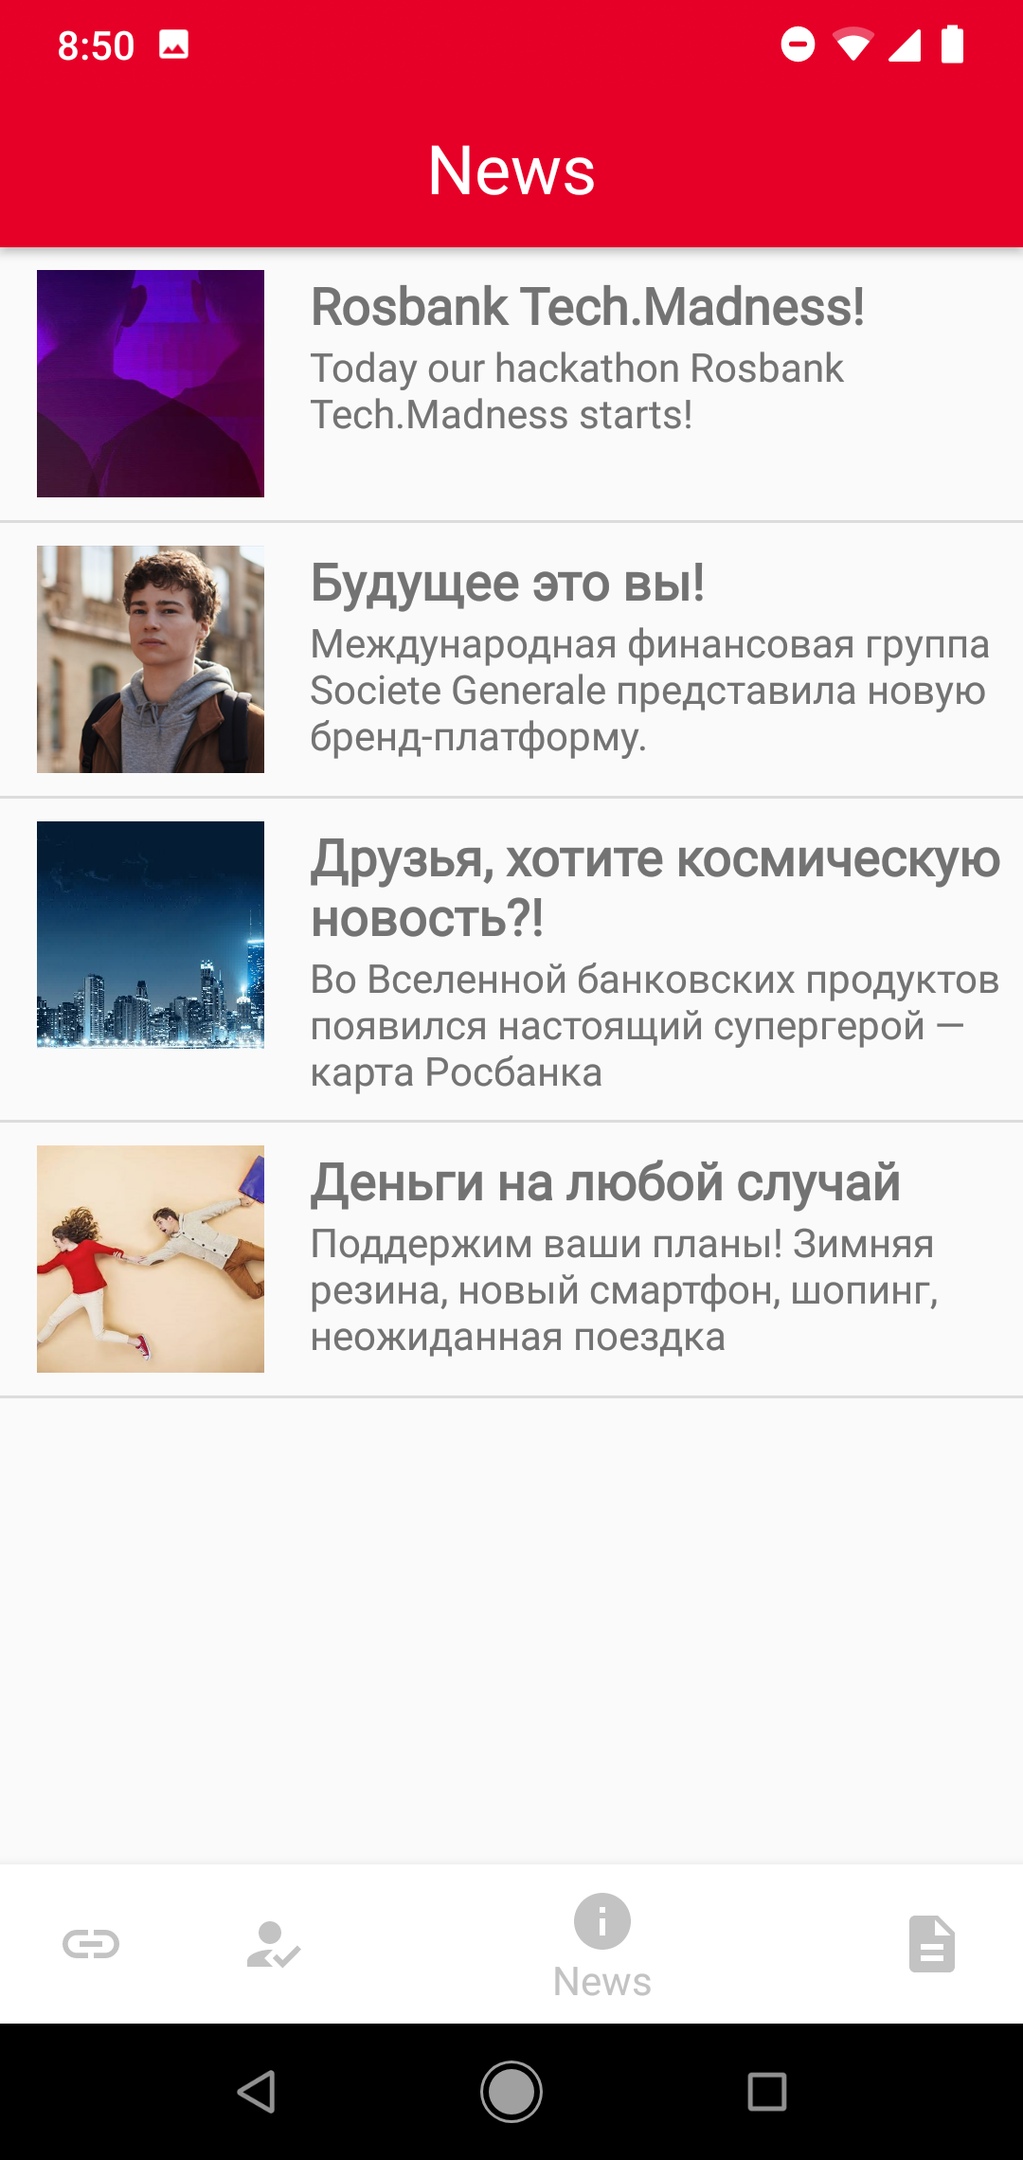 8:50
News
Rosbank Tech.Madness!
Today our hackathon Rosbank
Tech.Madness starts!
Будущее это вы!
Международная финансовая группа
Societe Generale представила новую
бренд-платформу.
Друзья, хотите космическую
новость?!
Во Вселенной банковских продуктов
появился настоящий супергерой —
карта Росбанка
Деньги на любой случай
Поддержим ваши планы! Зимняя
резина, новый смартфон, шопинг,
неожиданная поездка
News